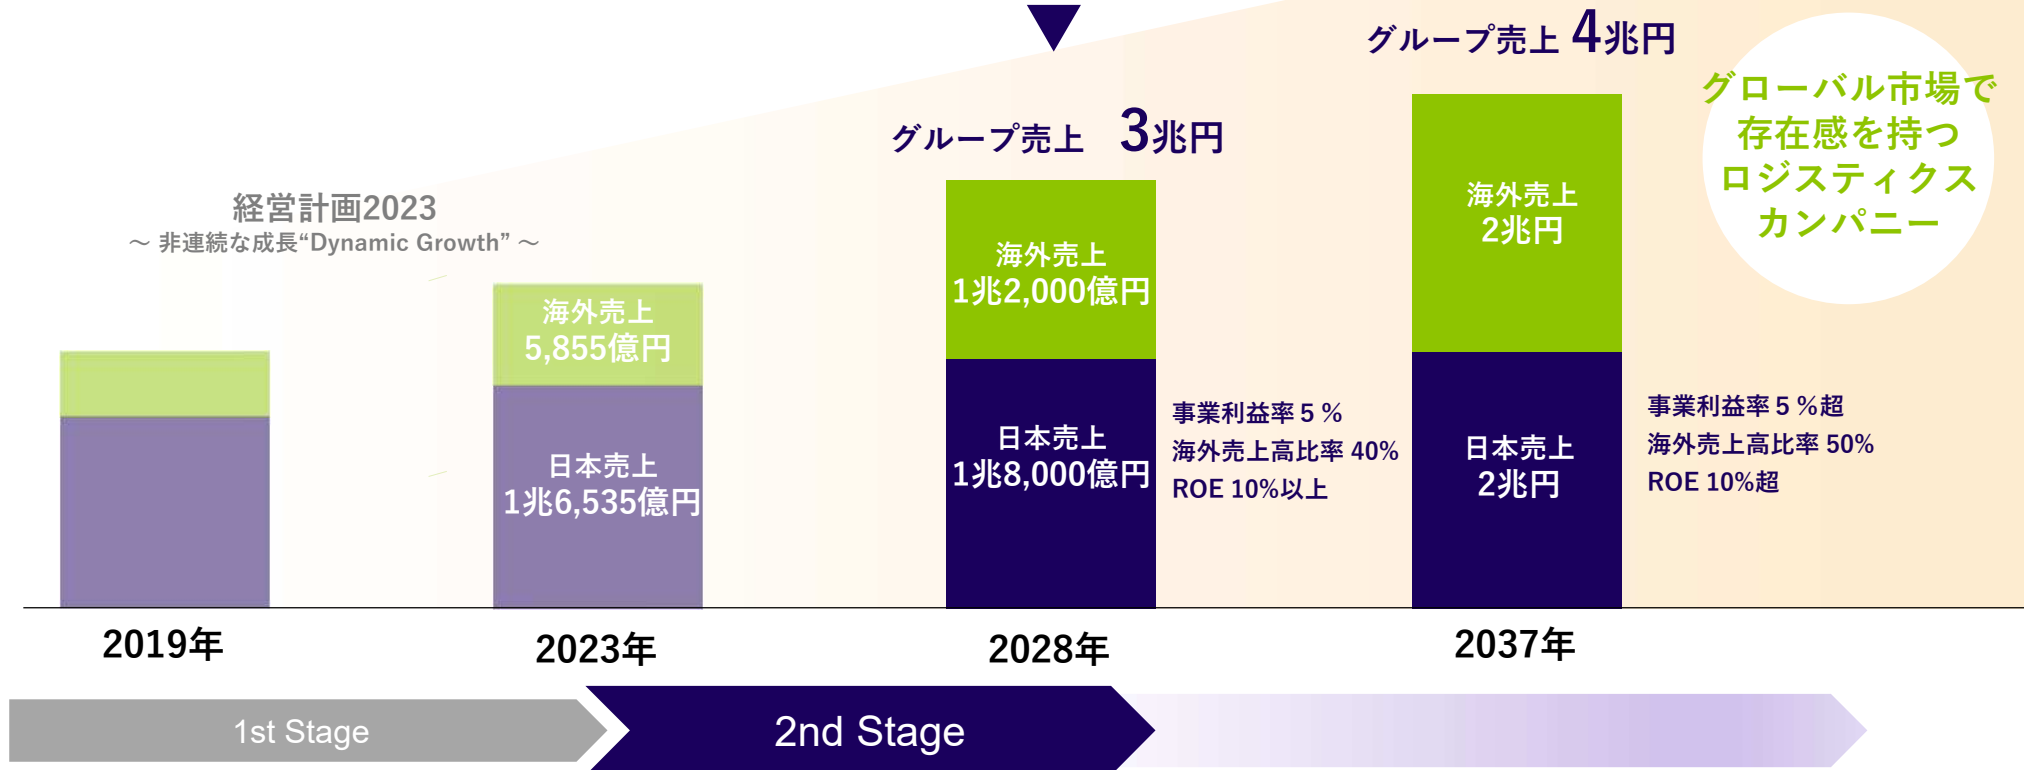 グループ売上 4兆円
グローバル市場で
存在感を持つ
ロジスティクス
カンパニー
グループ売上 3兆円
経営計画2023
～ 非連続な成長“Dynamic Growth” ～
海外売上
5,855億円
日本売上
1兆6,535億円
海外売上
1兆2,000億円
日本売上
1兆8,000億円
事業利益率５％
海外売上高比率 40%
ROE 10%以上
海外売上
2兆円
日本売上
2兆円
事業利益率５％超
海外売上高比率 50%
ROE 10%超
2019年
2023年
2028年
2037年
1st Stage
2nd Stage